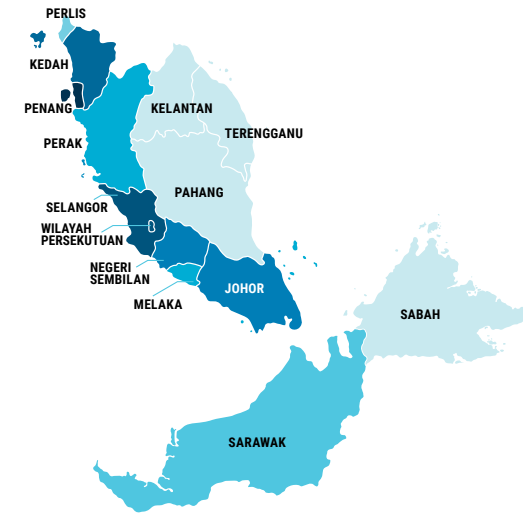 PERLIS
KEDAH
PENANG
KELANTAN
TERENGGANU
PERAK
PAHANG
SELANGOR
WILAYAH
PERSEKUTUAN
NEGERI
SEMBILAN
JOHOR
MELAKA
SABAH
SARAWAK